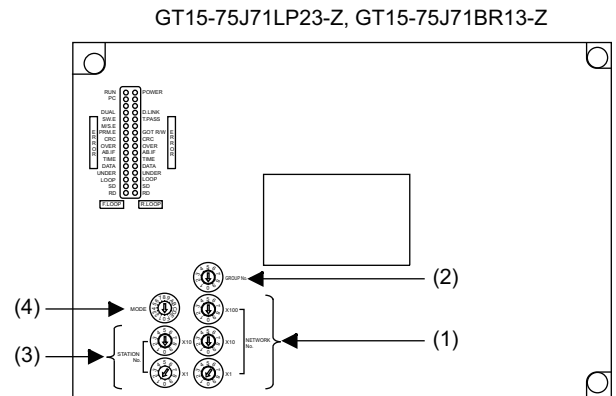 GT15-75J71LP23-Z, GT15-75J71BR13-Z
RUN POWER
PC
DUAL D.LINK
SW.E T.PASS
M/S.E
PRM.E GOT R/W
CRC CRC
OVER OVER
AB.IF AB.IF
TIME TIME
DATA DATA
UNDER UNDER
LOOP LOOP
SD SD
RD RD
ERROR ERROR
F.LOOP R.LOOP
GROUP No. (2)
(4) MODE X100
(1)
(3) STATION No. X10 X10 NETWORK No.
X1 X1